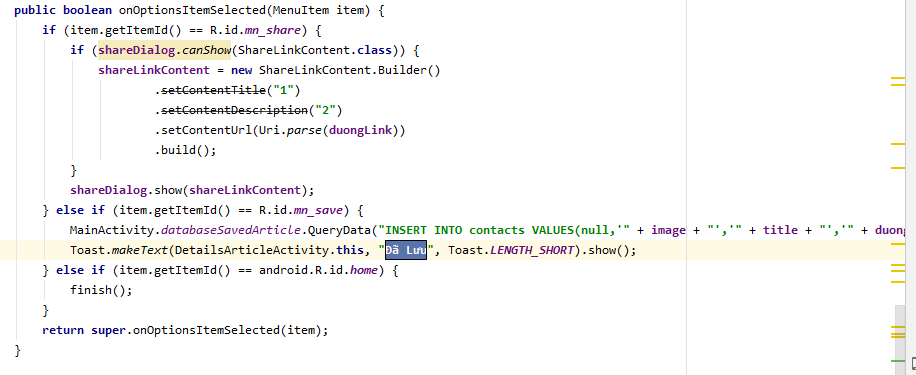 public boolean onOptionsItemSelected(MenuItem item) {
if (item.getItemId() == R.id.mn_share) {
if (shareDialog.canShow(ShareLinkContent.class)) {
shareLinkContent = new ShareLinkContent.Builder()
.setContentTitle("1")
.setContentDescription("2")
.setContentUrl(Uri.parse(duongLink))
.build();
}
shareDialog.show(shareLinkContent);
} else if (item.getItemId() == R.id.mn_save) {
MainActivity.databaseSavedArticle.QueryData("INSERT INTO contacts VALUES(null,'" + image + "','" + title + "','" + duong
Toast.makeText(DetailsArticleActivity.this, "Đã Lưu", Toast.LENGTH_SHORT).show();
} else if (item.getItemId() == android.R.id.home) {
finish();
}
return super.onOptionsItemSelected(item);
}